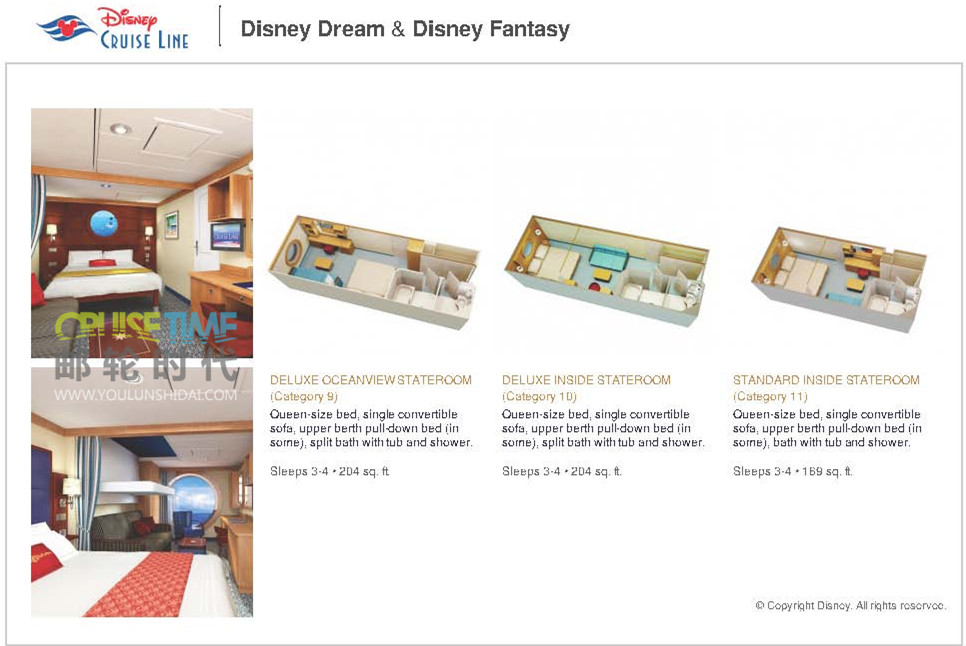 Disney
CRUISE LINE
Disney Dream & Disney Fantasy
CRUISETIME
邮轮时代
WWW.YOULUNSHIDAI.COM
DELUXE OCEANVIEW STATEROOM
(Category 9)
Queen-size bed, single convertible
sofa, upper berth pull-down bed (in
some), split bath with tub and shower.
Sleeps 3-4 • 204 sq. ft.
DELUXE INSIDE STATEROOM
(Category 10)
Queen-size bed, single convertible
sofa, upper berth pull-down bed (in
some), split bath with tub and shower.
Sleeps 3-4 • 204 sq. ft.
STANDARD INSIDE STATEROOM
(Category 11)
Queen-size bed, single convertible
sofa, upper berth pull-down bed (in
some), bath with tub and shower.
Sleeps 3-4 • 169 sq. ft.
© Copyright Disney. All rights reserved.